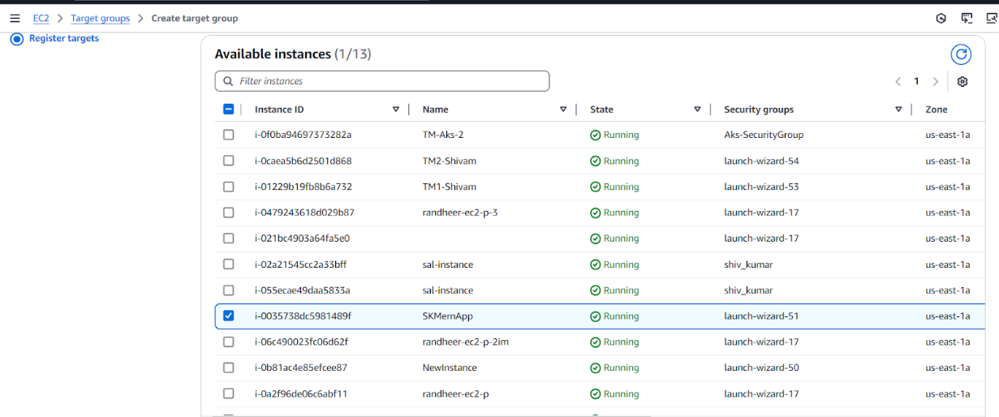 EC2 > Target groups > Create target group
Register targets
Available instances (1/13)
Filter instances
1
Instance ID Name State Security groups Zone
i-0f0ba94697373282a TM-Aks-2 Running Aks-SecurityGroup us-east-1a
i-0caea5b6d2501d868 TM2-Shivam Running launch-wizard-54 us-east-1a
i-01229b19fb8b6a732 TM1-Shivam Running launch-wizard-53 us-east-1a
i-0479243618d029b87 randheer-ec2-p-3 Running launch-wizard-17 us-east-1a
i-021bc4903a64fa5e0 Running launch-wizard-17 us-east-1a
i-02a21545cc2a33bff sal-instance Running shiv_kumar us-east-1a
i-055ecae49daa5833a sal-instance Running shiv_kumar us-east-1a
i-0035738dc5981489f SKMernApp Running launch-wizard-51 us-east-1a
i-06c490023fc06d62f randheer-ec2-p-2im Running launch-wizard-17 us-east-1a
i-0b81ac4e85efcee87 NewInstance Running launch-wizard-50 us-east-1a
i-0a2f96de06c6abf11 randheer-ec2-p Running launch-wizard-17 us-east-1a